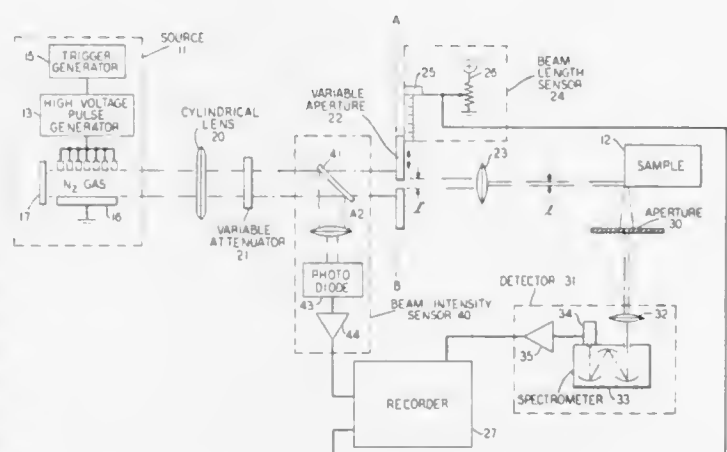 A
SOURCE
11
15
TRIGGER
GENERATOR
13
HIGH VOLTAGE
PULSE
GENERATOR
N2 GAS
17
16
CYLINDRICAL
LENS
20
VARIABLE
ATTENUATOR
21
VARIABLE
APERTURE
22
25
26
BEAM
LENGTH
SENSOR
24
41
42
23
12
SAMPLE
APERTURE
30
B
PHOTO
DIODE
43
BEAM INTENSITY
SENSOR 40
44
DETECTOR 31
34
32
35
SPECTROMETER
33
RECORDER
27